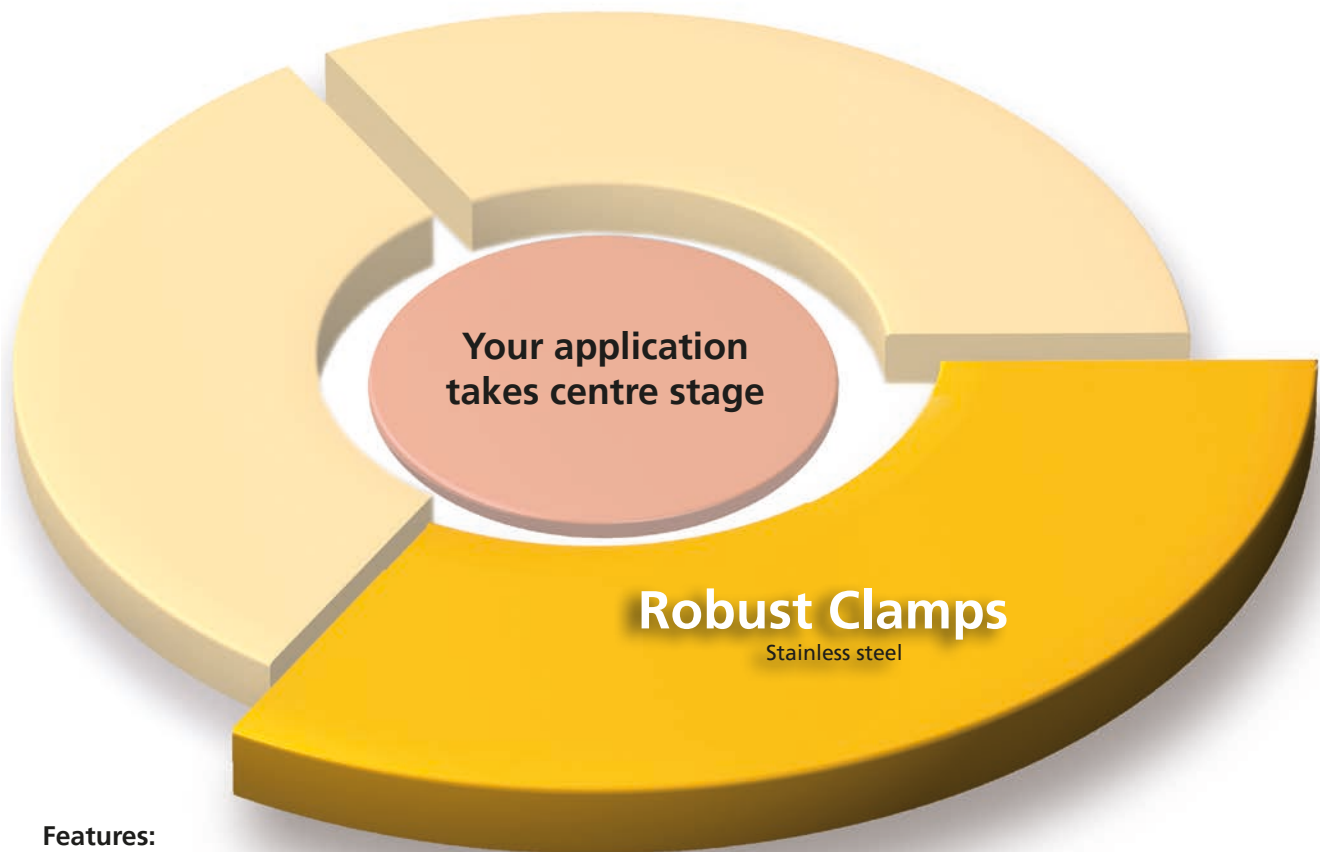 Your application
takes centre stage
Robust Clamps
Stainless steel
Features: